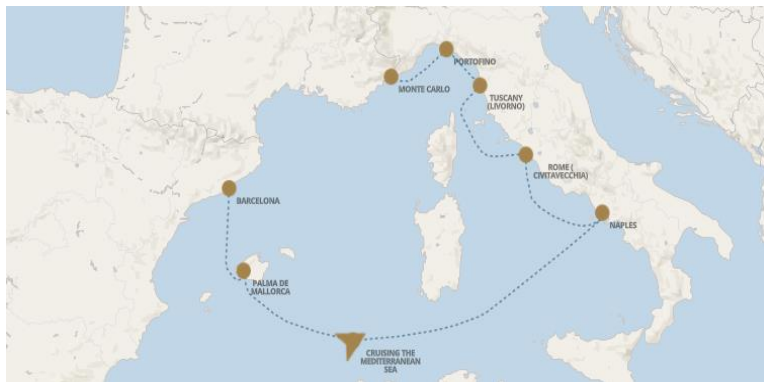 PORTOFINO
MONTE CARLO
TUSCANY
(LIVORNO)
ROME (
CIVITAVECCHIA)
BARCELONA
NAPLES
PALMA DE
MALLORCA
CRUISING THE
MEDITERRANEAN
SEA